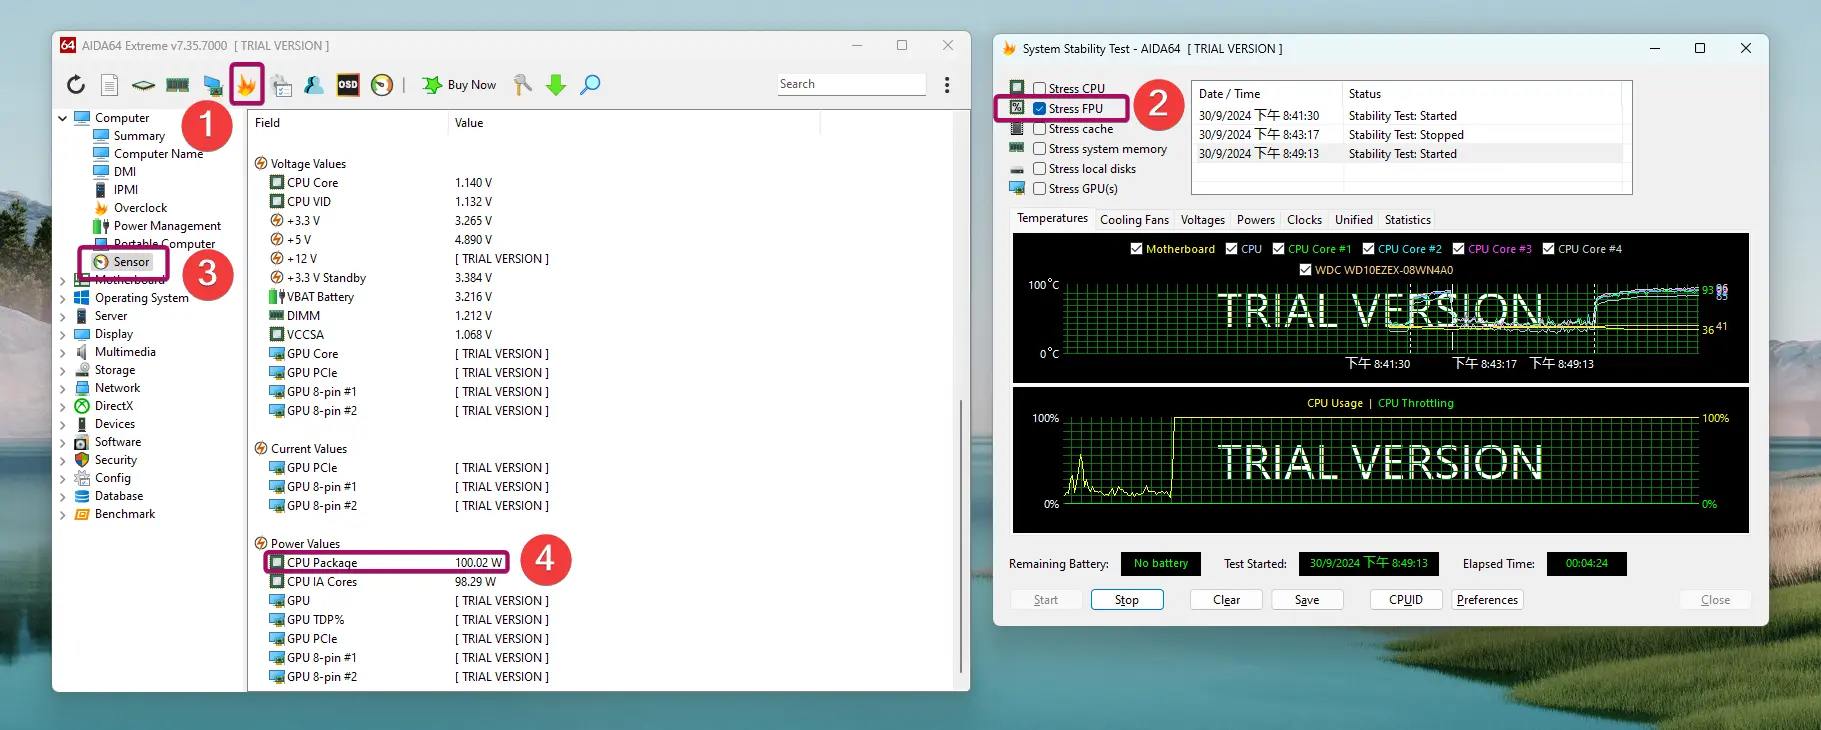 64 AIDA64 Extreme v7.35.7000 [ TRIAL VERSION ]
OSD
Buy Now
Search
1
Computer
Summary
Computer Name
DMI
IPMI
Overclock
Power Management
Portable Computer
Sensor
3
Motherboard
Operating System
Server
Display
Multimedia
Storage
Network
DirectX
Devices
Software
Security
Config
Database
Benchmark
Field Value
Voltage Values
CPU Core 1.140 V
CPU VID 1.132 V
+3.3 V 3.265 V
+5 V 4.890 V
+12 V [ TRIAL VERSION ]
+3.3 V Standby 3.384 V
VBAT Battery 3.216 V
DIMM 1.212 V
VCCSA 1.068 V
GPU Core [ TRIAL VERSION ]
GPU PCIe [ TRIAL VERSION ]
GPU 8-pin #1 [ TRIAL VERSION ]
GPU 8-pin #2 [ TRIAL VERSION ]
Current Values
GPU PCIe [ TRIAL VERSION ]
GPU 8-pin #1 [ TRIAL VERSION ]
GPU 8-pin #2 [ TRIAL VERSION ]
Power Values
CPU Package 100.02 W
4
CPU IA Cores 98.29 W
GPU [ TRIAL VERSION ]
GPU TDP% [ TRIAL VERSION ]
GPU PCIe [ TRIAL VERSION ]
GPU 8-pin #1 [ TRIAL VERSION ]
GPU 8-pin #2 [ TRIAL VERSION ]
System Stability Test - AIDA64 [ TRIAL VERSION ]
Stress CPU
% Stress FPU
2
Stress cache
Stress system memory
Stress local disks
Stress GPU(s)
Date / Time Status
30/9/2024 下午 8:41:30 Stability Test: Started
30/9/2024 下午 8:43:17 Stability Test: Stopped
30/9/2024 下午 8:49:13 Stability Test: Started
Temperatures Cooling Fans Voltages Powers Clocks Unified Statistics
Motherboard CPU CPU Core #1 CPU Core #2 CPU Core #3 CPU Core #4
WDC WD10EZEX-08WN4A0
100°C
TRIAL VERSION
93
85
36 41
0°C
下午 8:41:30 下午 8:43:17 下午 8:49:13
CPU Usage | CPU Throttling
100% 100%
TRIAL VERSION
0% 0%
Remaining Battery: No battery Test Started: 30/9/2024 下午 8:49:13 Elapsed Time: 00:04:24
Start Stop Clear Save CPUID Preferences Close